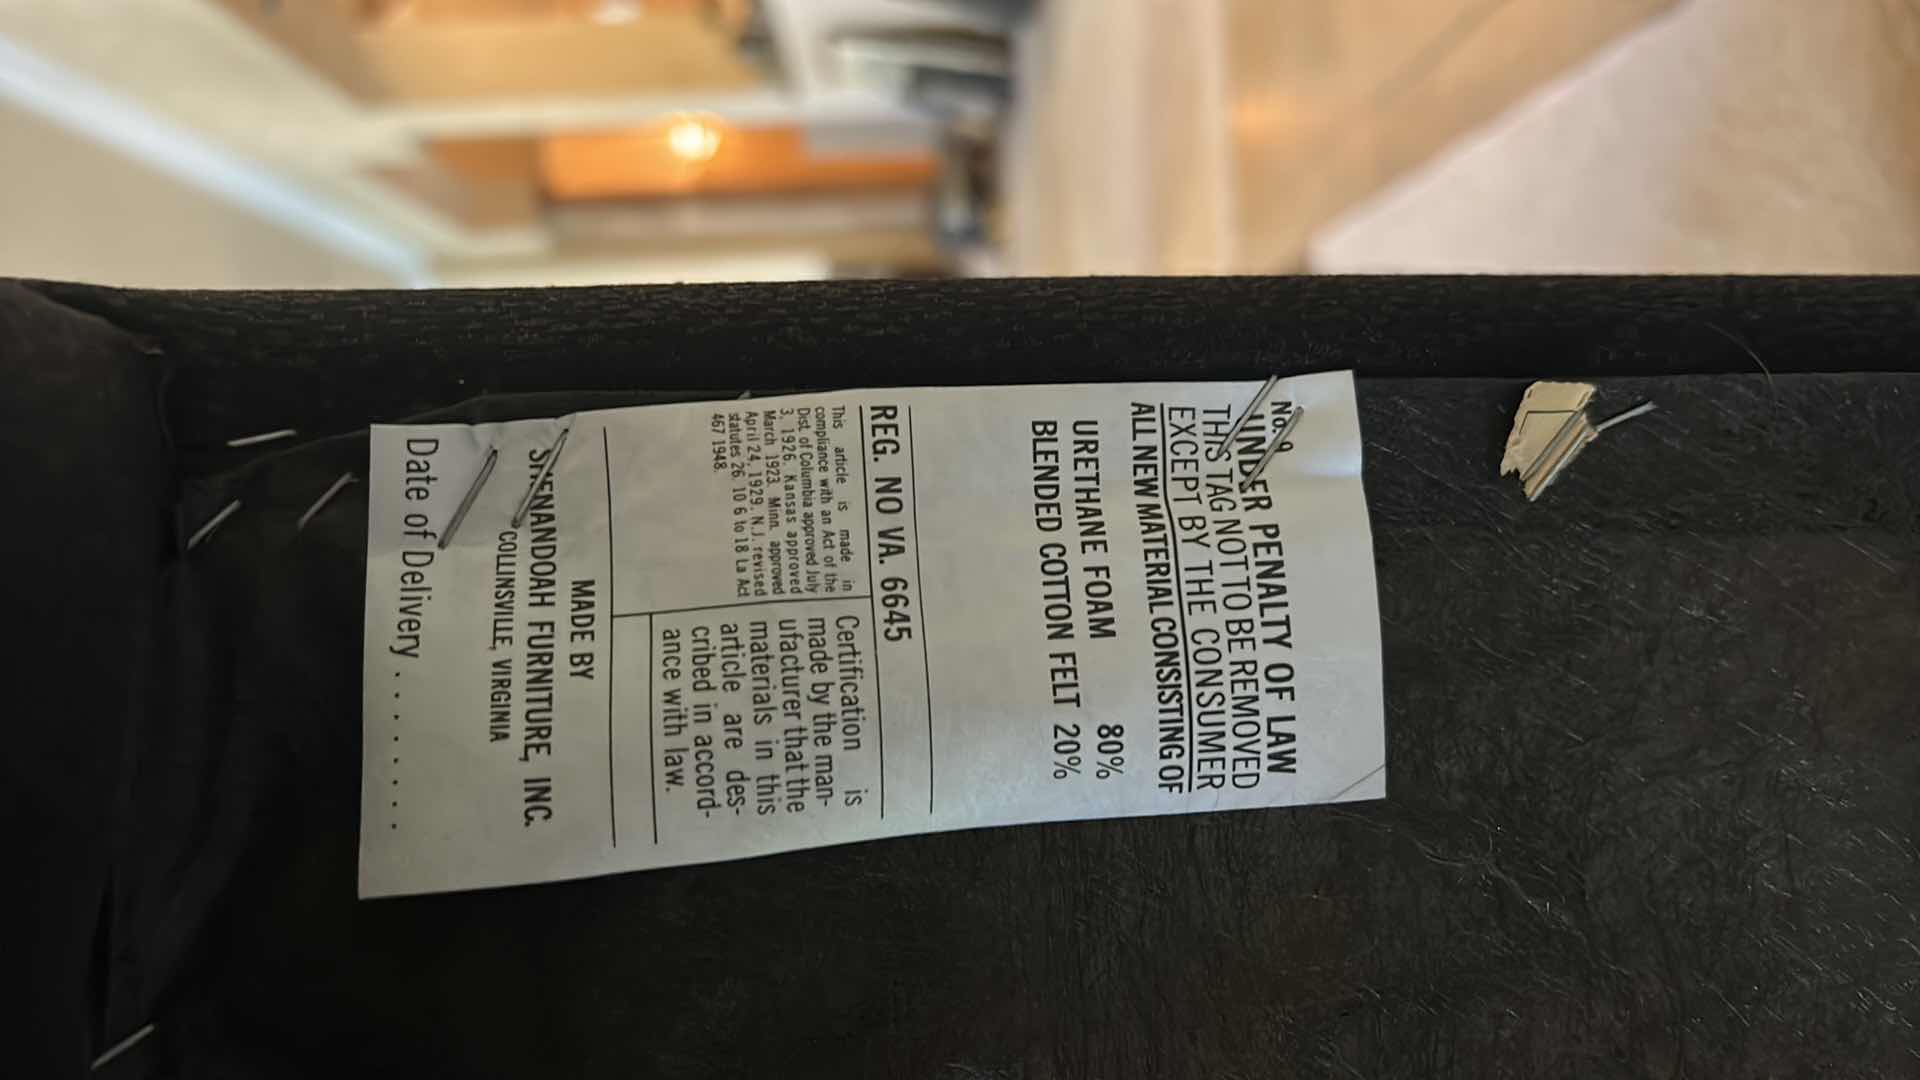 No. 9
UNDER PENALTY OF LAW
THIS TAG NOT TO BE REMOVED
EXCEPT BY THE CONSUMER
ALL NEW MATERIAL CONSISTING OF
URETHANE FOAM 80%
BLENDED COTTON FELT 20%
REG. NO VA. 6645
This article is made in
compliance with an Act of the
Dist. of Columbia approved July
3, 1926. Kansas approved
March 1923. Minn. approved
April 24, 1929. N.J. revised
statutes 26. 10 6 to 18 La Act
467 1948.
Certification is
made by the man-
ufacturer that the
materials in this
article are des-
cribed in accord-
ance with law.
MADE BY
SHENANDOAH FURNITURE, INC.
COLLINSVILLE, VIRGINIA
Date of Delivery . . . . . . . .